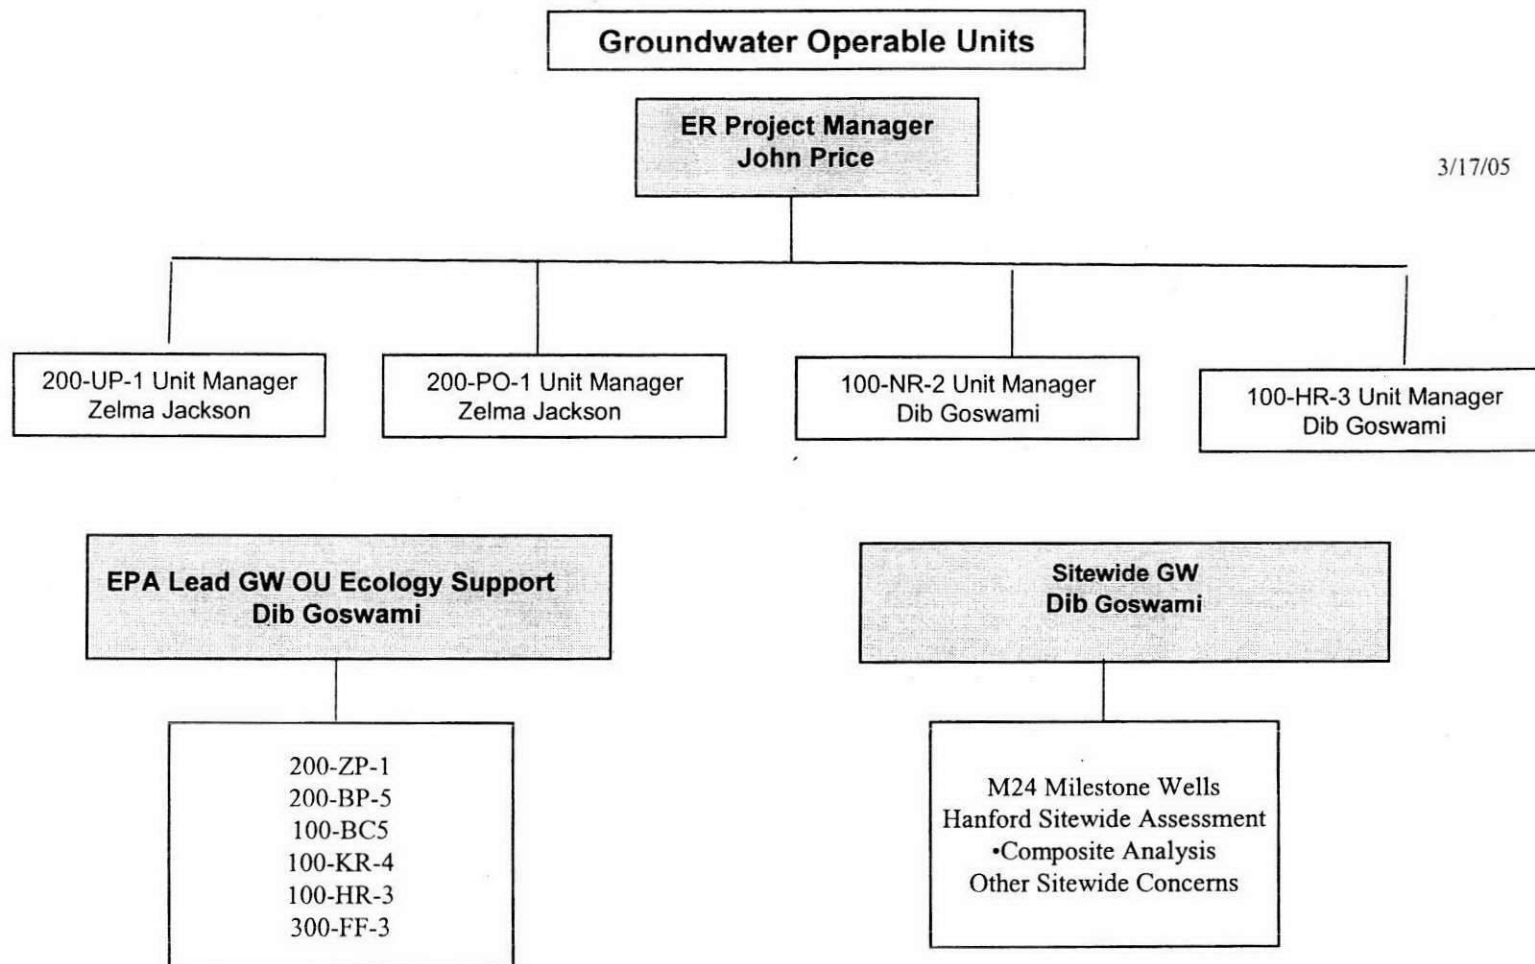 Groundwater Operable Units
ER Project Manager
John Price
3/17/05
200-UP-1 Unit Manager
Zelma Jackson
200-PO-1 Unit Manager
Zelma Jackson
100-NR-2 Unit Manager
Dib Goswami
100-HR-3 Unit Manager
Dib Goswami
EPA Lead GW OU Ecology Support
Dib Goswami
200-ZP-1
200-BP-5
100-BC5
100-KR-4
100-HR-3
300-FF-3
Sitewide GW
Dib Goswami
M24 Milestone Wells
Hanford Sitewide Assessment
•Composite Analysis
Other Sitewide Concerns